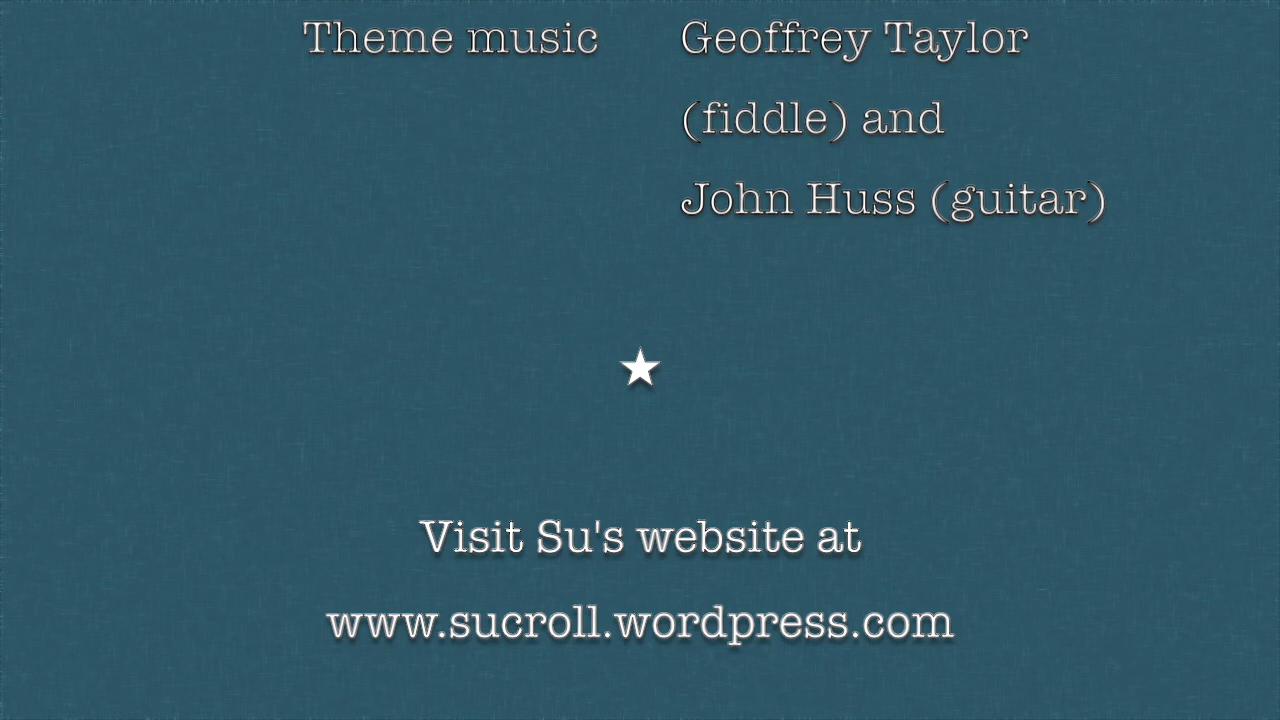 Theme music Geoffrey Taylor
(fiddle) and
John Huss (guitar)
Visit Su's website at
www.sucroll.wordpress.com